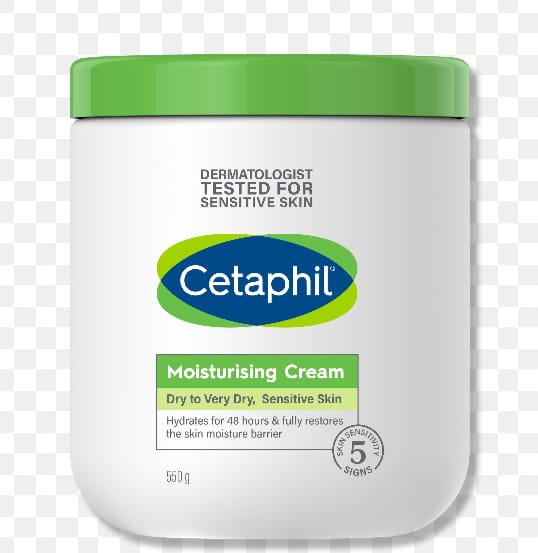 DERMATOLOGIST
TESTED FOR
SENSITIVE SKIN
Cetaphil
Moisturising Cream
Dry to Very Dry, Sensitive Skin
Hydrates for 48 hours & fully restores
the skin moisture barrier
SKIN SENSITIVITY
5
SIGNS
550 g